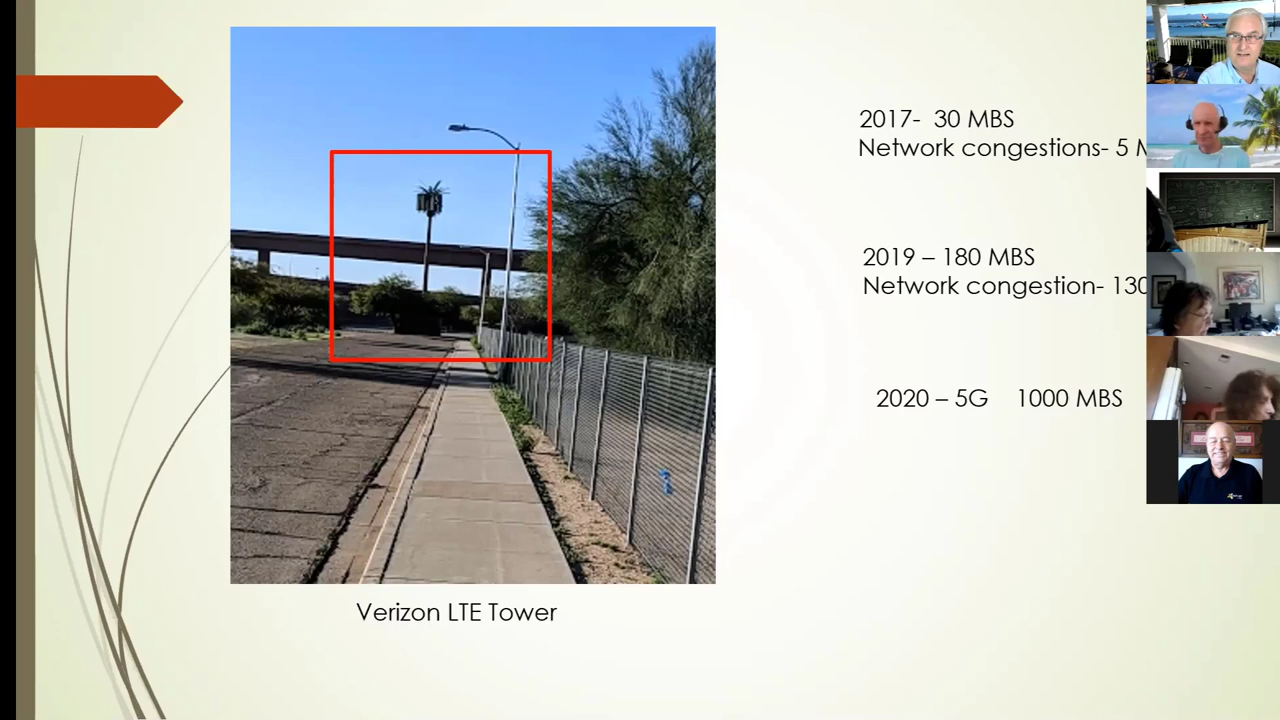 2017- 30 MBS
Network congestions- 5
2019 – 180 MBS
Network congestion- 130
2020 – 5G 1000 MBS
Verizon LTE Tower